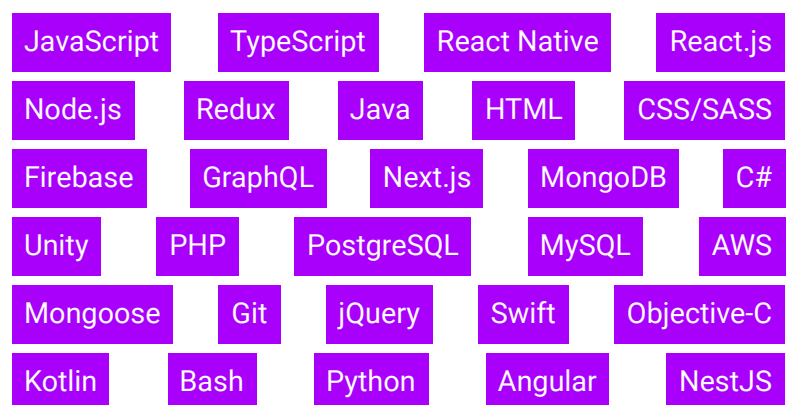 JavaScript TypeScript React Native React.js
Node.js Redux Java HTML CSS/SASS
Firebase GraphQL Next.js MongoDB C#
Unity PHP PostgreSQL MySQL AWS
Mongoose Git jQuery Swift Objective-C
Kotlin Bash Python Angular NestJS